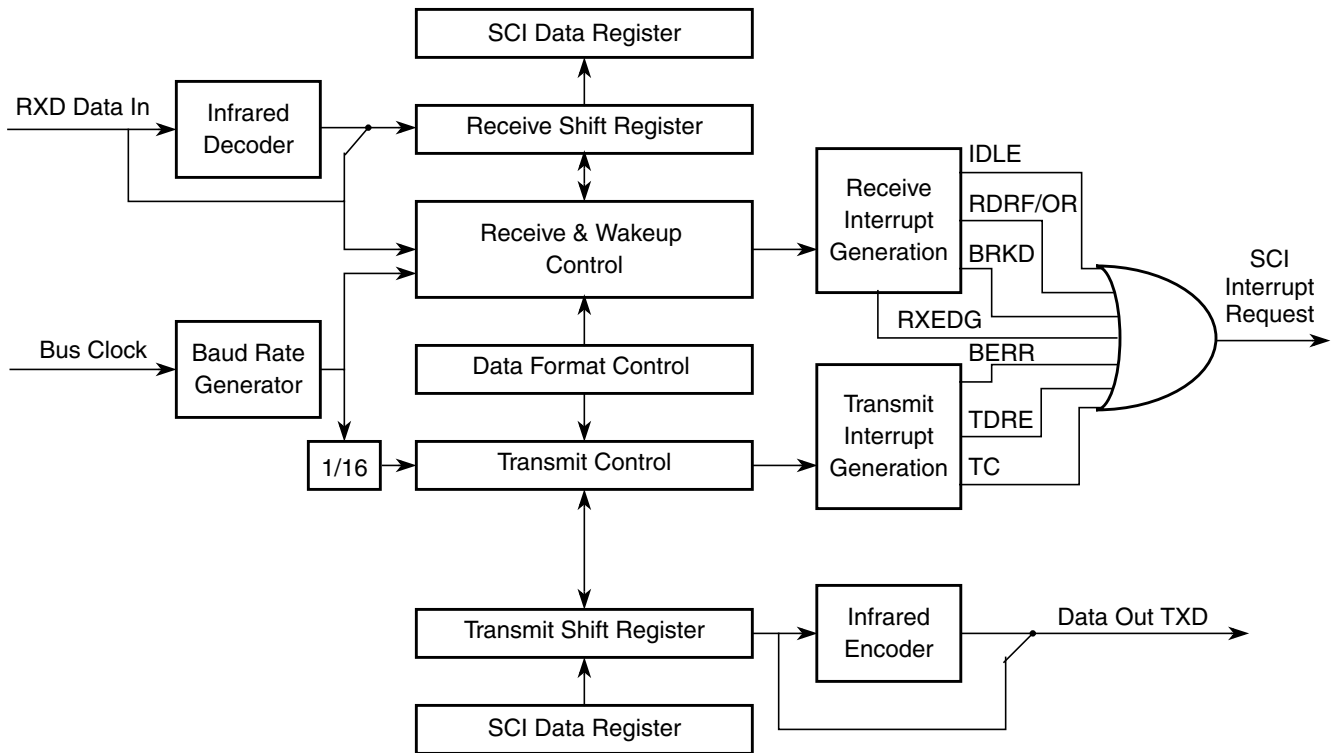 SCI Data Register
RXD Data In
Infrared
Decoder
Receive Shift Register
Receive & Wakeup
Control
Receive
Interrupt
Generation
IDLE
RDRF/OR
BRKD
RXEDG
SCI
Interrupt
Request
Bus Clock
Baud Rate
Generator
Data Format Control
BERR
Transmit
Interrupt
Generation
TDRE
TC
1/16
Transmit Control
Transmit Shift Register
Infrared
Encoder
Data Out TXD
SCI Data Register